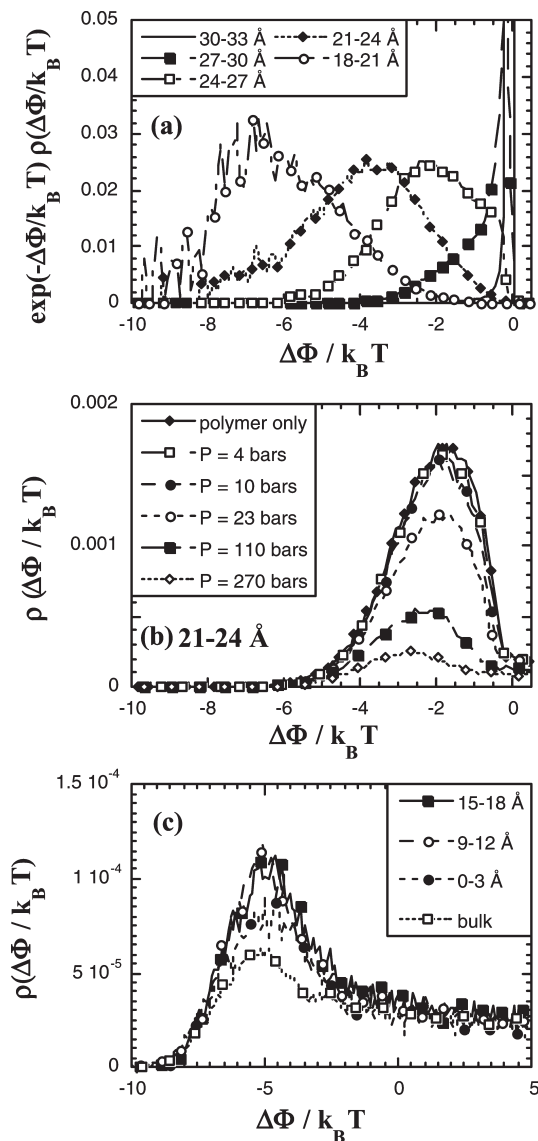 0.05
0.04
0.03
0.02
0.01
0
exp(-ΔΦ/k_BT) ρ(ΔΦ/k_BT)
30-33 Å
27-30 Å
24-27 Å
21-24 Å
18-21 Å
(a)
-10 -8 -6 -4 -2 0
ΔΦ / k_BT
0.002
0.001
0
ρ (ΔΦ / k_BT)
polymer only
P = 4 bars
P = 10 bars
P = 23 bars
P = 110 bars
P = 270 bars
(b) 21-24 Å
-10 -8 -6 -4 -2 0
ΔΦ / k_BT
1.5 10⁻⁴
1 10⁻⁴
5 10⁻⁵
0
ρ(ΔΦ / k_BT)
(c)
15-18 Å
9-12 Å
0-3 Å
bulk
-10 -5 0 5
ΔΦ / k_BT